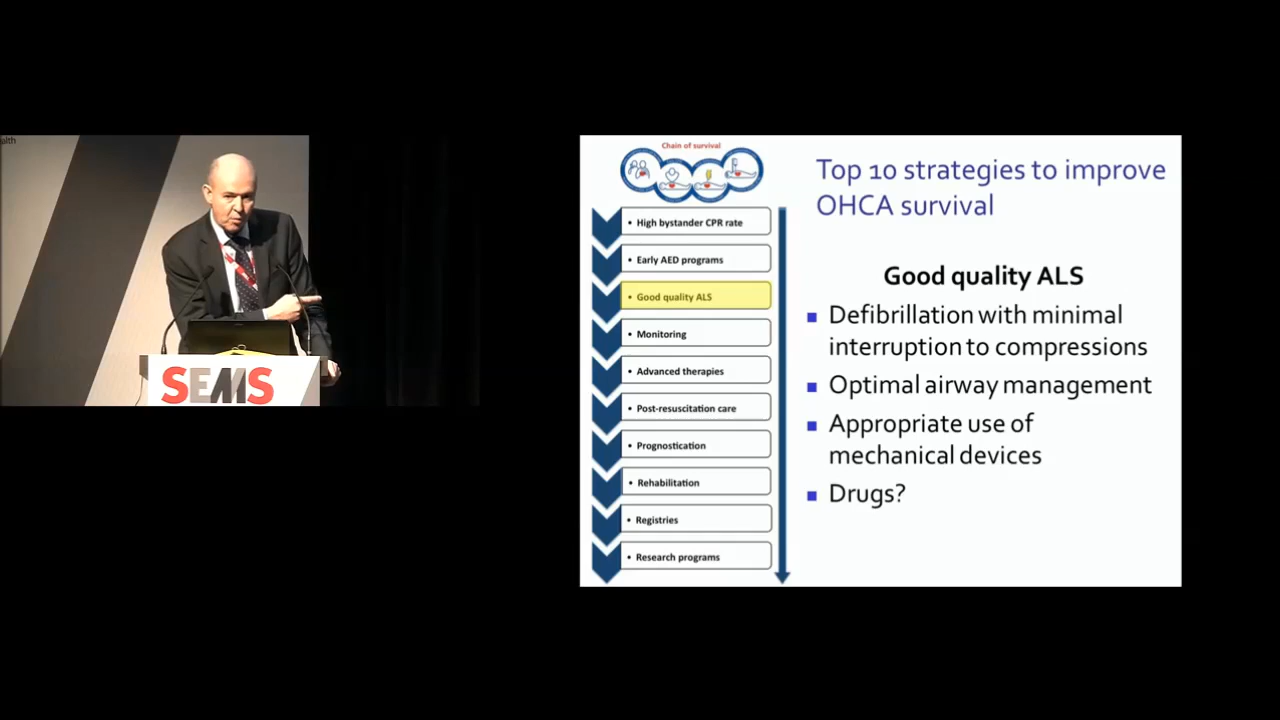 alth
SEMS
Chain of survival
• High bystander CPR rate
• Early AED programs
• Good quality ALS
• Monitoring
• Advanced therapies
• Post-resuscitation care
• Prognostication
• Rehabilitation
• Registries
• Research programs
Top 10 strategies to improve
OHCA survival
Good quality ALS
Defibrillation with minimal
interruption to compressions
Optimal airway management
Appropriate use of
mechanical devices
Drugs?